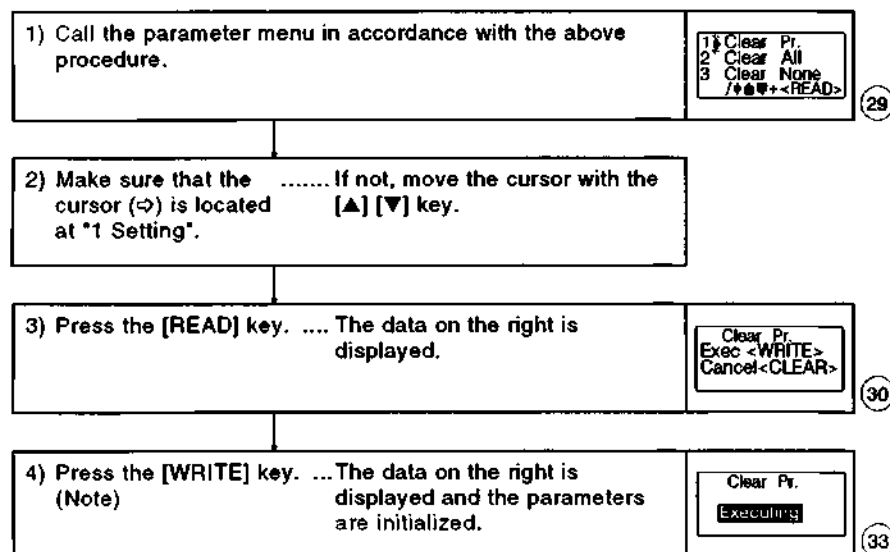 1) Call the parameter menu in accordance with the above
procedure.
1 Clear Pr.
2 Clear All
3 Clear None
/♦▲▼+<READ>
29
2) Make sure that the ....... If not, move the cursor with the
cursor (⇨) is located [▲] [▼] key.
at "1 Setting".
3) Press the [READ] key. .... The data on the right is
displayed.
Clear Pr.
Exec <WRITE>
Cancel<CLEAR>
30
4) Press the [WRITE] key. ... The data on the right is
(Note) displayed and the parameters
are initialized.
Clear Pr.
Executing
33